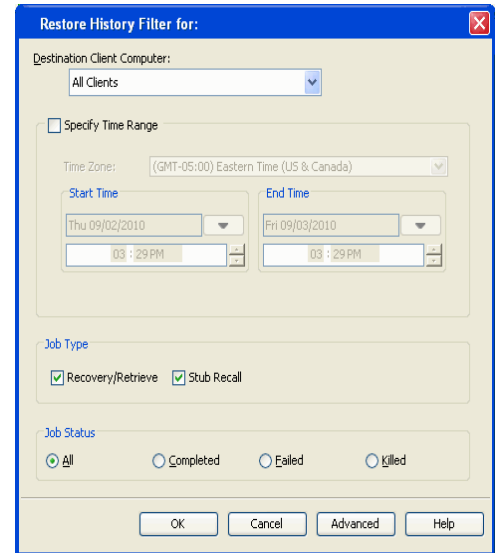 Restore History Filter for:
Destination Client Computer:
All Clients
Specify Time Range
Time Zone: (GMT-05:00) Eastern Time (US & Canada)
Start Time End Time
Thu 09/02/2010 Fri 09/03/2010
03 : 29 PM 03 : 29 PM
Job Type
Recovery/Retrieve Stub Recall
Job Status
All Completed Failed Killed
OK Cancel Advanced Help